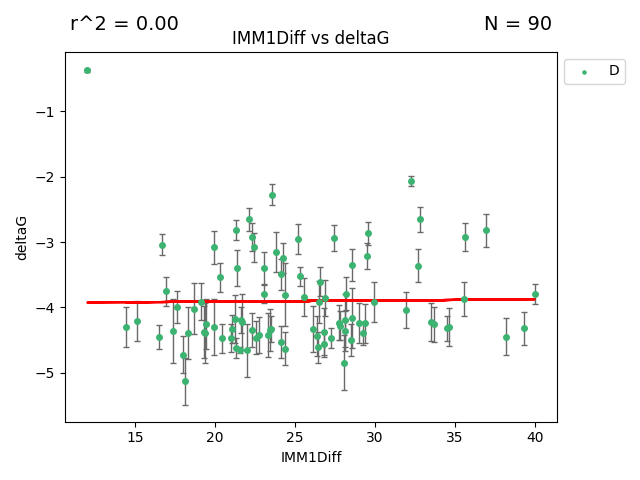 r^2 = 0.00
N = 90
IMM1Diff vs deltaG
D
deltaG
−1
−2
−3
−4
−5
15 20 25 30 35 40
IMM1Diff